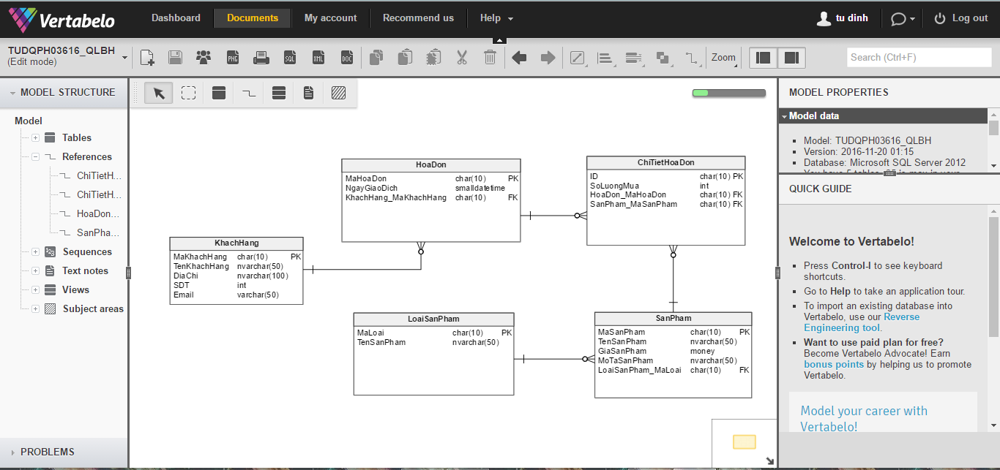 Vertabelo
Dashboard
Documents
My account
Recommend us
Help
tu dinh
Log out
TUDQPH03616_QLBH
(Edit mode)
PNG
SQL
XML
DOC
Zoom
Search (Ctrl+F)
MODEL STRUCTURE
Model
Tables
References
ChiTietH...
ChiTietH...
HoaDon...
SanPha...
Sequences
Text notes
Views
Subject areas
PROBLEMS
HoaDon
MaHoaDon char(10) PK
NgayGiaoDich smalldatetime
KhachHang_MaKhachHang char(10) FK
ChiTietHoaDon
ID char(10) PK
SoLuongMua int
HoaDon_MaHoaDon char(10) FK
SanPham_MaSanPham char(10) FK
KhachHang
MaKhachHang char(10) PK
TenKhachHang nvarchar(50)
DiaChi nvarchar(100)
SDT int
Email varchar(50)
LoaiSanPham
MaLoai char(10) PK
TenSanPham nvarchar(50)
SanPham
MaSanPham char(10) PK
TenSanPham nvarchar(50)
GiaSanPham money
MoTaSanPham nvarchar(50)
LoaiSanPham_MaLoai char(10) FK
MODEL PROPERTIES
Model data
Model: TUDQPH03616_QLBH
Version: 2016-11-20 01:15
Database: Microsoft SQL Server 2012
You have 5 tables, 35 is max in your
QUICK GUIDE
Welcome to Vertabelo!
Press Control-I to see keyboard
shortcuts.
Go to Help to take an application tour.
To import an existing database into
Vertabelo, use our Reverse
Engineering tool.
Want to use paid plan for free?
Become Vertabelo Advocate! Earn
bonus points by helping us to promote
Vertabelo.
Model your career with
Vertabelo!